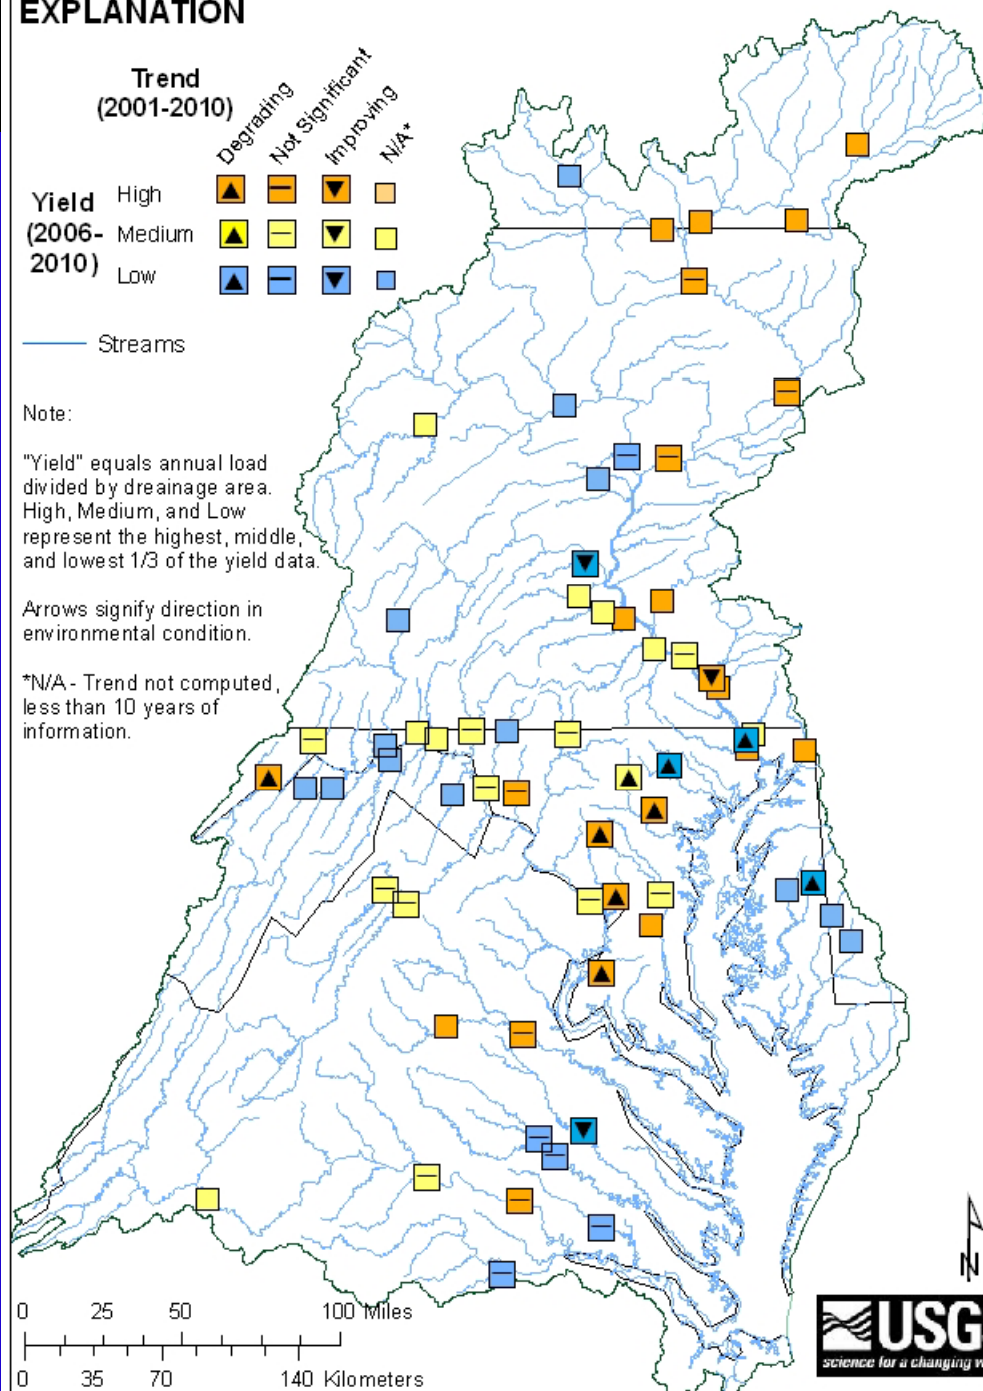 EXPLANATION
Trend
(2001-2010)
Degrading
Not Significant
Improving
N/A*
Yield
(2006-
2010)
High
Medium
Low
Streams
Note:
"Yield" equals annual load
divided by dreainage area.
High, Medium, and Low
represent the highest, middle,
and lowest 1/3 of the yield data.
Arrows signify direction in
environmental condition.
*N/A - Trend not computed,
less than 10 years of
information.
0 25 50 100 Miles
0 35 70 140 Kilometers
N
USG
science for a changing w